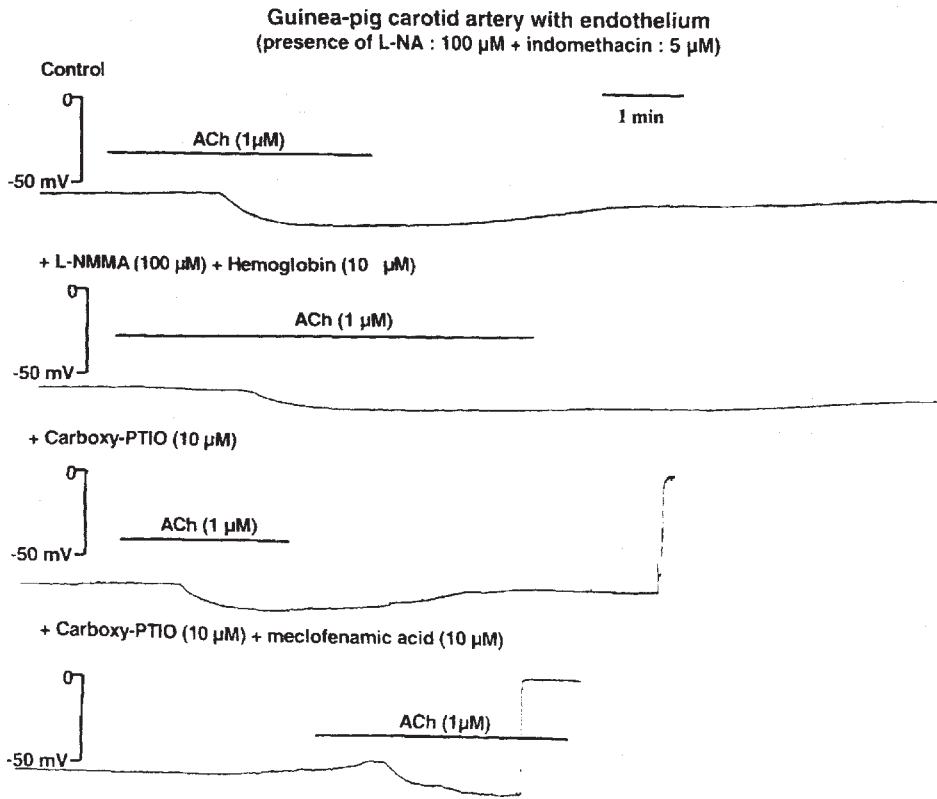 Guinea-pig carotid artery with endothelium
(presence of L-NA : 100 µM + indomethacin : 5 µM)
Control
0
1 min
ACh (1µM)
-50 mV
+ L-NMMA (100 µM) + Hemoglobin (10 µM)
0
ACh (1 µM)
-50 mV
+ Carboxy-PTIO (10 µM)
0
ACh (1 µM)
-50 mV
+ Carboxy-PTIO (10 µM) + meclofenamic acid (10 µM)
0
ACh (1µM)
-50 mV